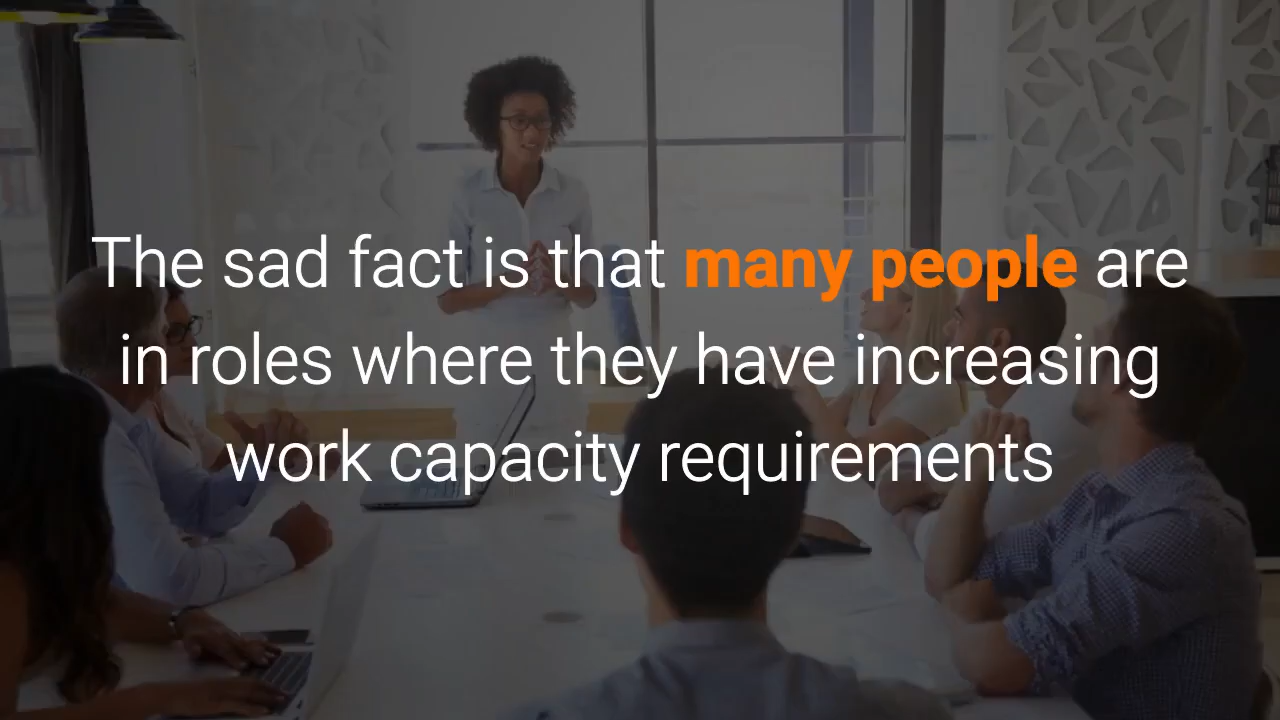 The sad fact is that many people are
in roles where they have increasing
work capacity requirements